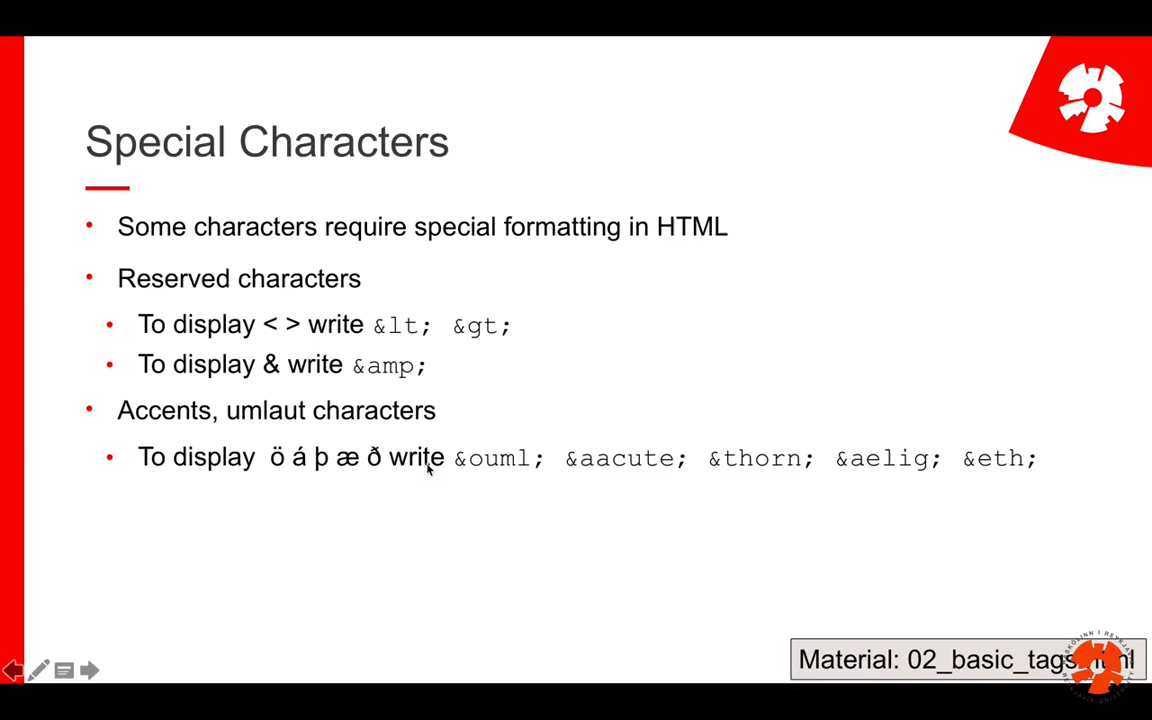 Special Characters
• Some characters require special formatting in HTML
• Reserved characters
• To display < > write &lt; &gt;
• To display & write &amp;
• Accents, umlaut characters
• To display ö á þ æ ð write &ouml; &aacute; &thorn; &aelig; &eth;
Material: 02_basic_tags